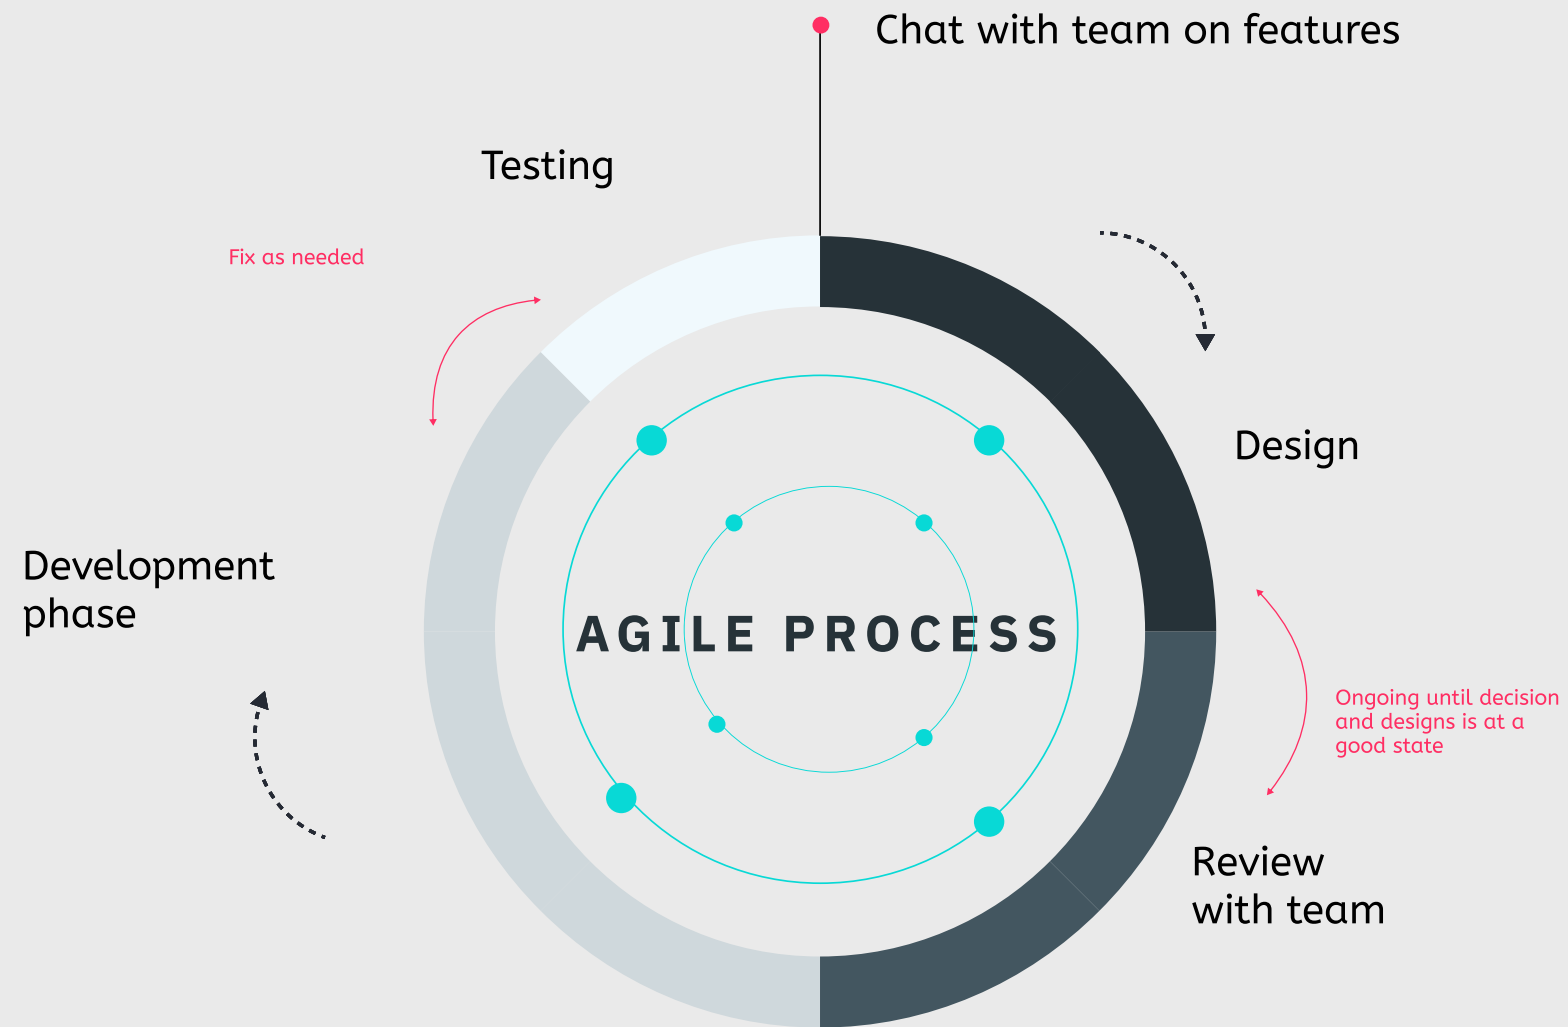 Chat with team on features
Testing
Fix as needed
Design
Development
phase
AGILE PROCESS
Ongoing until decision
and designs is at a
good state
Review
with team